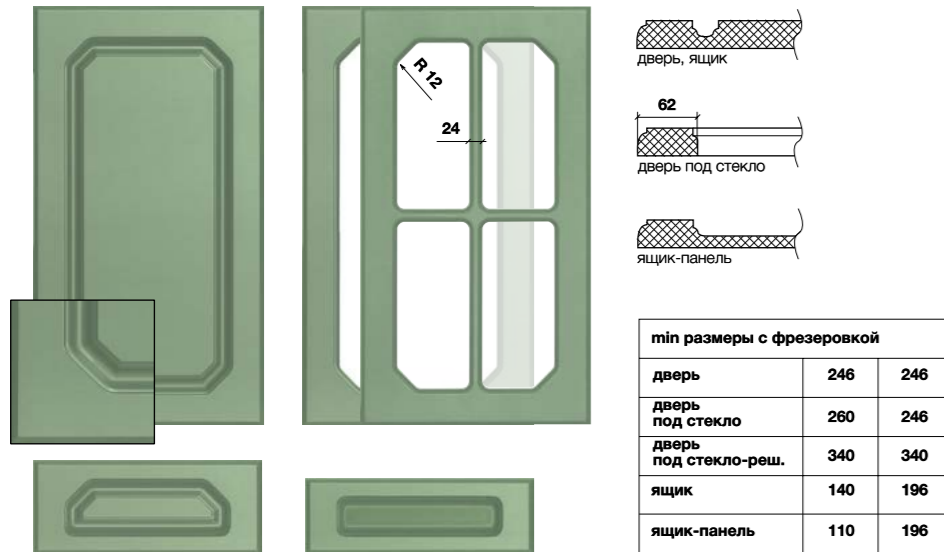 R 12
24
дверь, ящик
62
дверь под стекло
ящик-панель
min размеры с фрезеровкой
дверь 246 246
дверь
под стекло 260 246
дверь
под стекло-реш. 340 340
ящик 140 196
ящик-панель 110 196